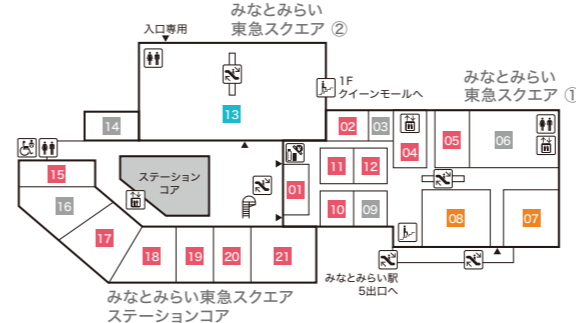 みなとみらい
東急スクエア ②
入口専用
1F
クイーンモールへ
みなとみらい
東急スクエア ①
13
14
02
03
04
05
06
11
12
01
10
09
08
07
ステーション
コア
15
16
17
18
19
20
21
みなとみらい駅
5出口へ
みなとみらい東急スクエア
ステーションコア